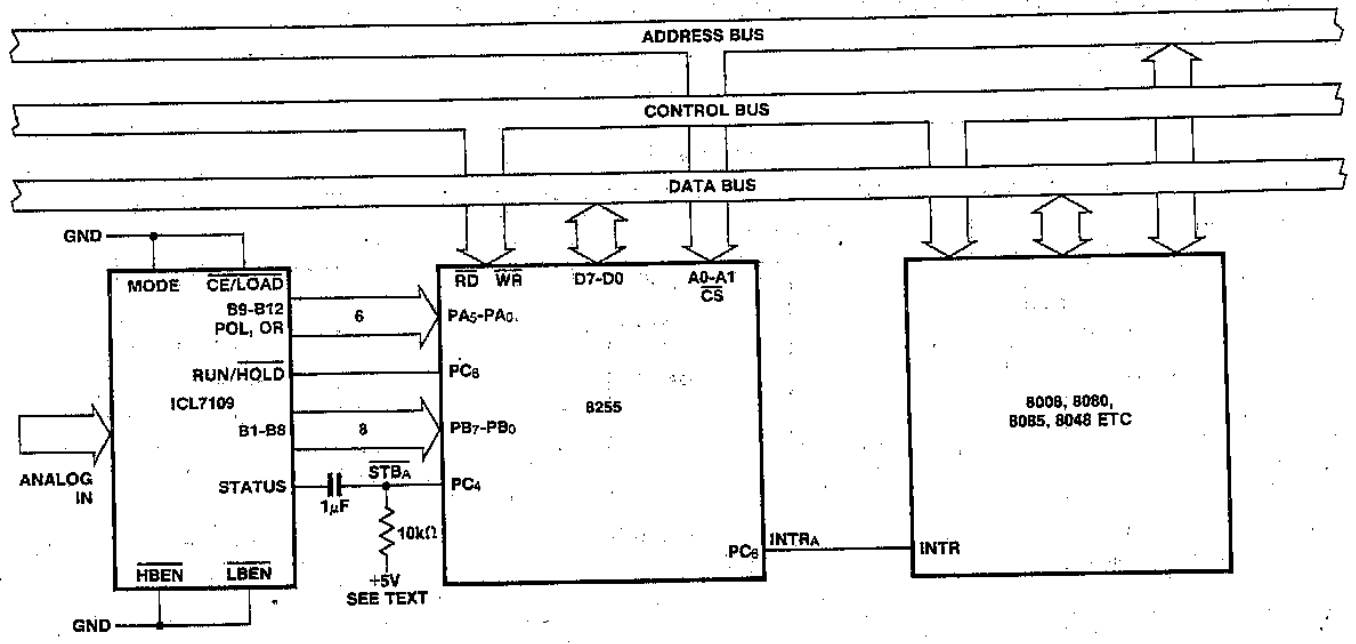 ADDRESS BUS
CONTROL BUS
DATA BUS
GND
MODE
CE/LOAD
B9-B12
POL, OR
6
RUN/HOLD
ICL7109
B1-B8
8
STATUS
1µF
ANALOG
IN
HBEN
LBEN
GND
STBA
10kΩ
+5V
SEE TEXT
RD
WR
D7-D0
A0-A1
CS
PA5-PA0
PC6
8255
PB7-PB0
PC4
PC6
INTRA
INTR
8008, 8080,
8085, 8048 ETC